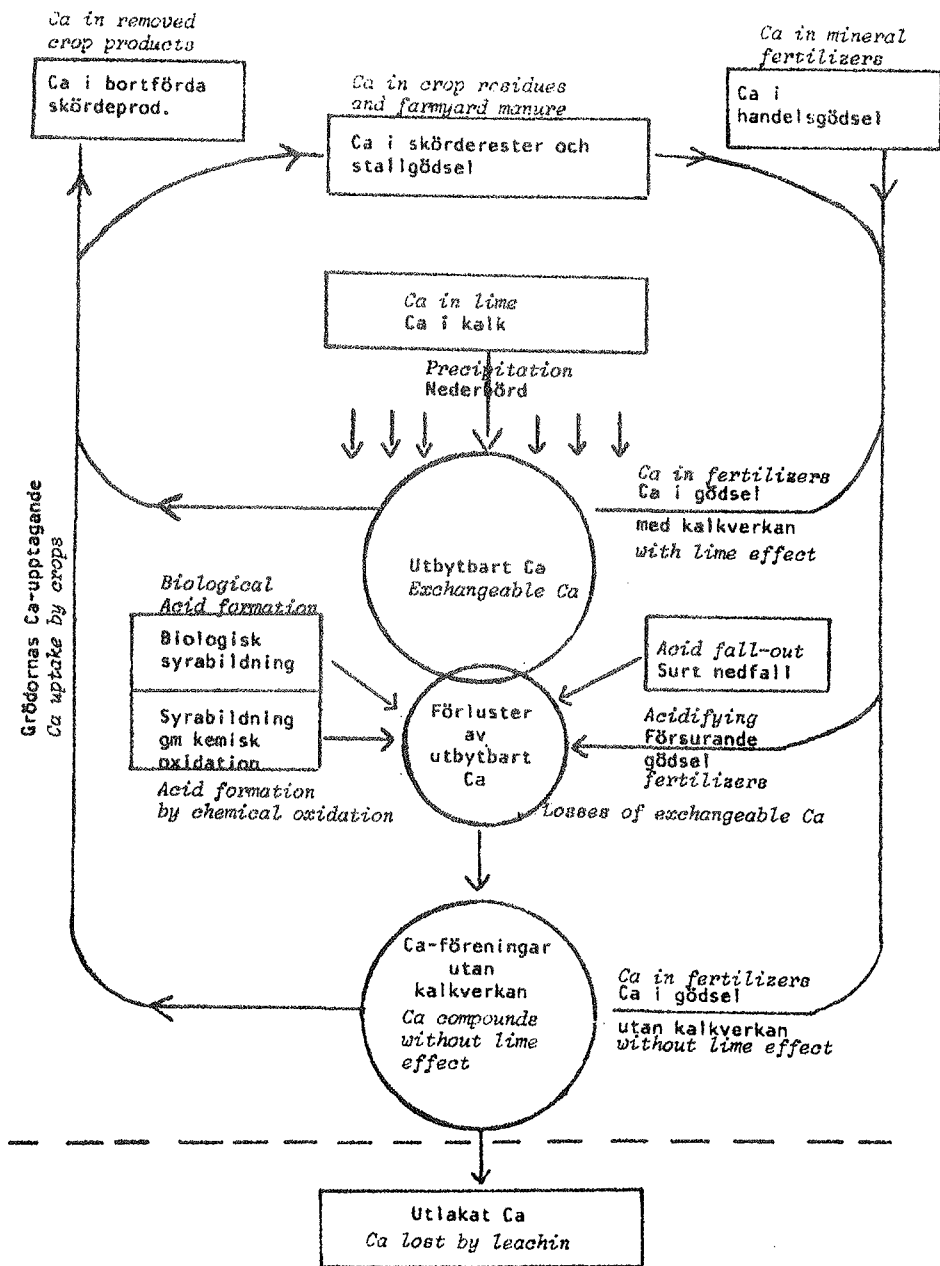 Ca in removed
crop products
Ca i bortförda
skördeprod.
Ca in crop residues
and farmyard manure
Ca i skörderester och
stallgödsel
Ca in mineral
fertilizers
Ca i
handelsgödsel
Ca in lime
Ca i kalk
Precipitation
Nederbörd
Ca in fertilizers
Ca i gödsel
med kalkverkan
with lime effect
Utbytbart Ca
Exchangeable Ca
Grödornas Ca-upptagande
Ca uptake by crops
Biological
Acid formation
Biologisk
syrabildning
Syrabildning
gm kemisk
oxidation
Acid formation
by chemical oxidation
Förluster
av
utbytbart
Ca
Losses of exchangeable Ca
Acid fall-out
Surt nedfall
Acidifying
Försurande
gödsel
fertilizers
Ca-föreningar
utan
kalkverkan
Ca compounds
without lime
effect
Ca in fertilizers
Ca i gödsel
utan kalkverkan
without lime effect
Utlakat Ca
Ca lost by leachin